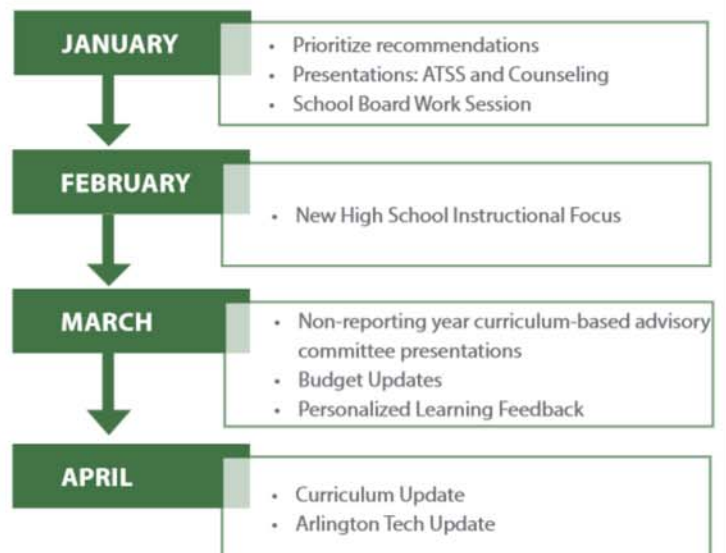 JANUARY
• Prioritize recommendations
• Presentations: ATSS and Counseling
• School Board Work Session
FEBRUARY
• New High School Instructional Focus
MARCH
• Non-reporting year curriculum-based advisory
committee presentations
• Budget Updates
• Personalized Learning Feedback
APRIL
• Curriculum Update
• Arlington Tech Update